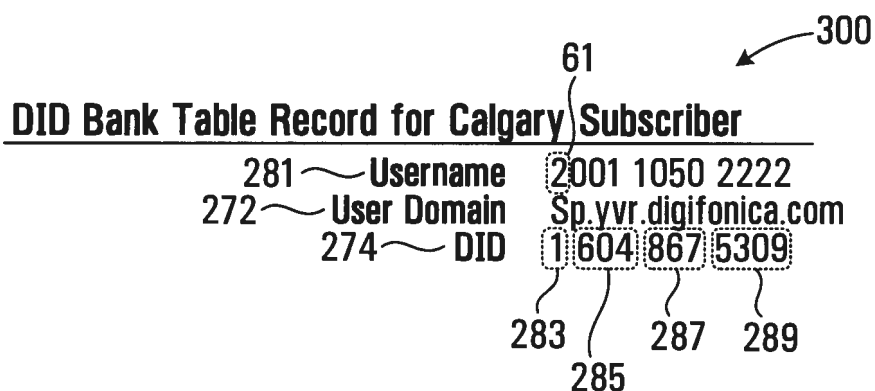 300
61
DID Bank Table Record for Calgary Subscriber
281 Username 2001 1050 2222
272 User Domain Sp.yvr.digifonica.com
274 DID 1 604 867 5309
283 285 287 289